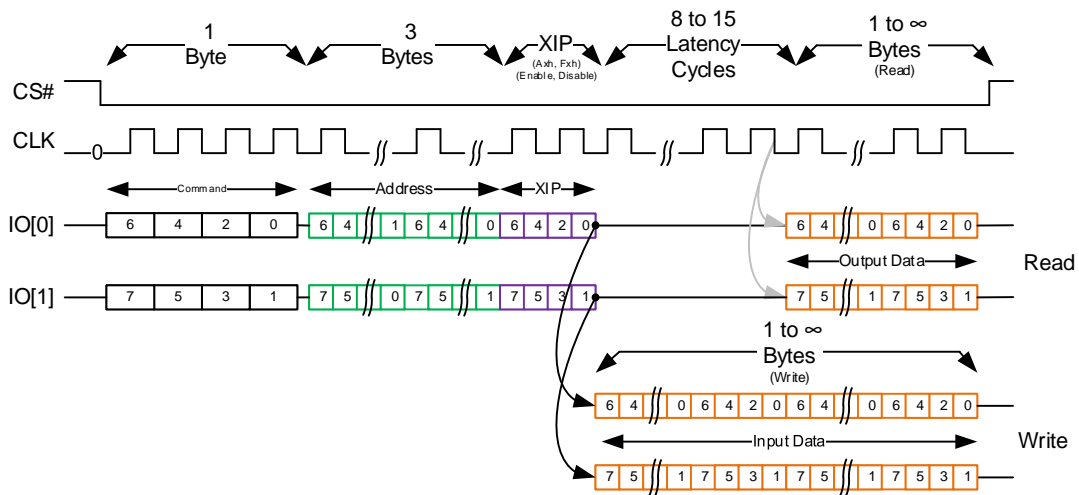 1 Byte
3 Bytes
XIP
(Axh, Fxh)
(Enable, Disable)
8 to 15 Latency Cycles
1 to ∞ Bytes
(Read)
CS#
CLK 0
Command Address XIP
IO[0] 6 4 2 0 6 4 1 6 4 0 6 4 2 0 6 4 0 6 4 2 0
Output Data Read
IO[1] 7 5 3 1 7 5 0 7 5 1 7 5 3 1 7 5 1 7 5 3 1
1 to ∞ Bytes
(Write)
6 4 0 6 4 2 0 6 4 0 6 4 2 0
Input Data Write
7 5 1 7 5 3 1 7 5 1 7 5 3 1